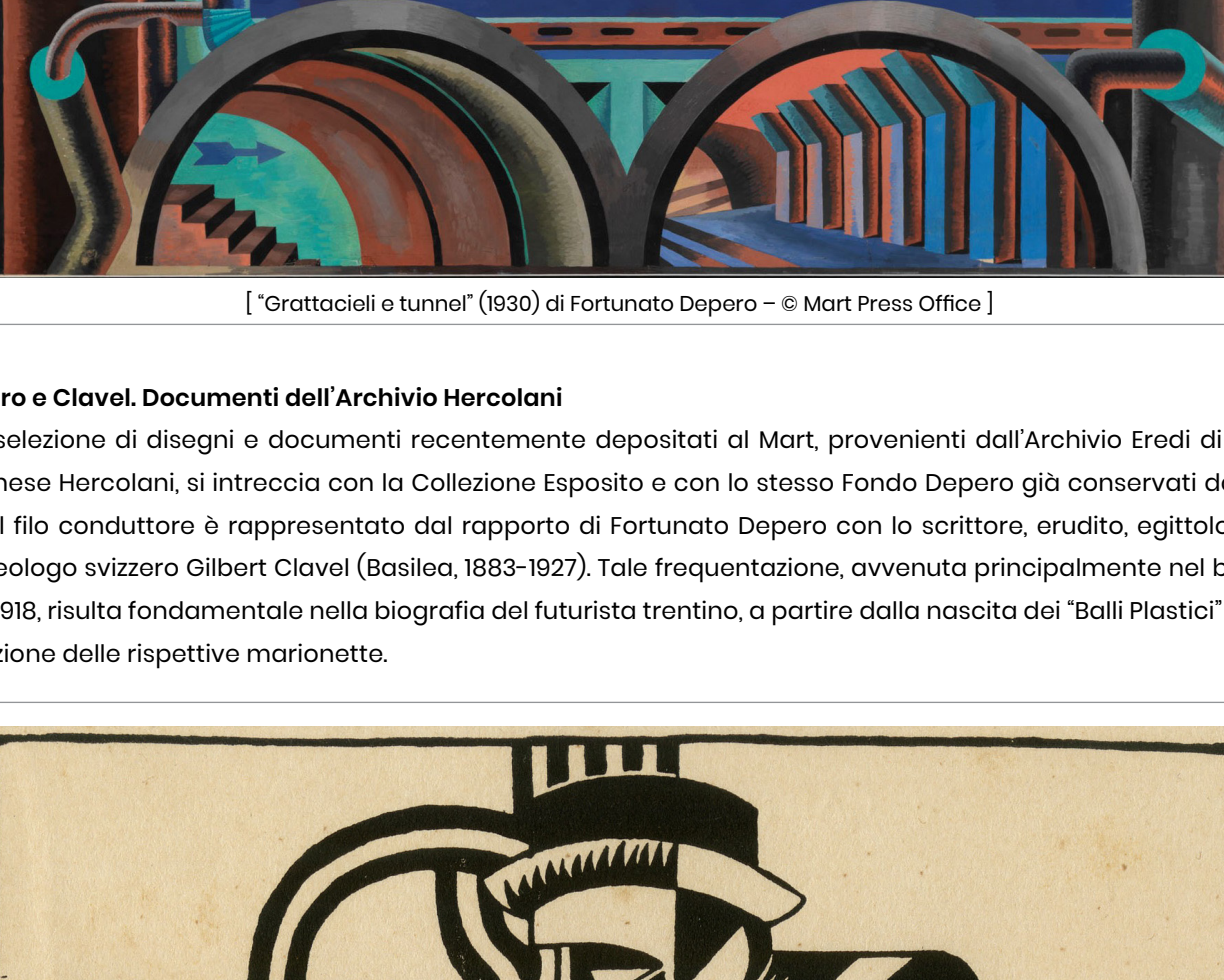 [ “Grattacieli e tunnel” (1930) di Fortunato Depero – © Mart Press Office ]
ro e Clavel. Documenti dell’Archivio Hercolani
selezione di disegni e documenti recentemente depositati al Mart, provenienti dall’Archivio Eredi di
nese Hercolani, si intreccia con la Collezione Esposito e con lo stesso Fondo Depero già conservati
l filo conduttore è rappresentato dal rapporto di Fortunato Depero con lo scrittore, erudito,
eologo svizzero Gilbert Clavel (Basilea, 1883-1927). Tale frequentazione, avvenuta principalmente nel
918, risulta fondamentale nella biografia del futurista trentino, a partire dalla nascita dei “Balli Plastici”
zione delle rispettive marionette.